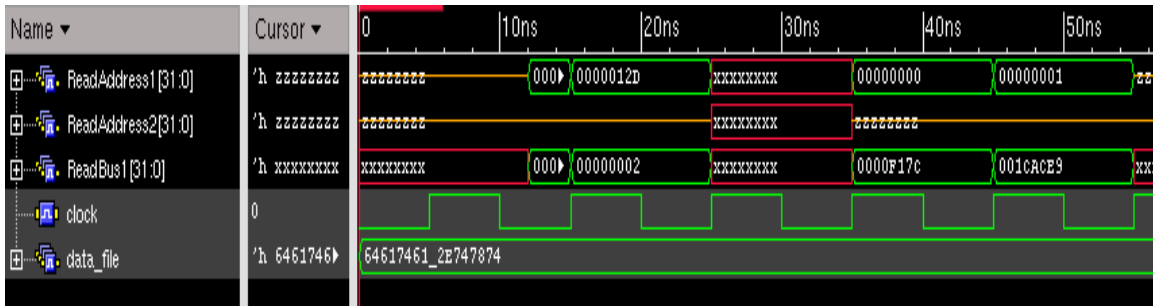 Name ▾ Cursor ▾ 0 10ns 20ns 30ns 40ns 50ns
ReadAddress1[31:0] 'h zzzzzzzz zzzzzzzz 000 0000012D xxxxxxxx 00000000 00000001 zz
ReadAddress2[31:0] 'h zzzzzzzz zzzzzzzz xxxxxxxx zzzzzzzz
ReadBus1[31:0] 'h xxxxxxxx xxxxxxxx 000 00000002 xxxxxxxx 0000F17C 001CACE9 xx
clock 0
data_file 'h 6461746 64617461_2E747874